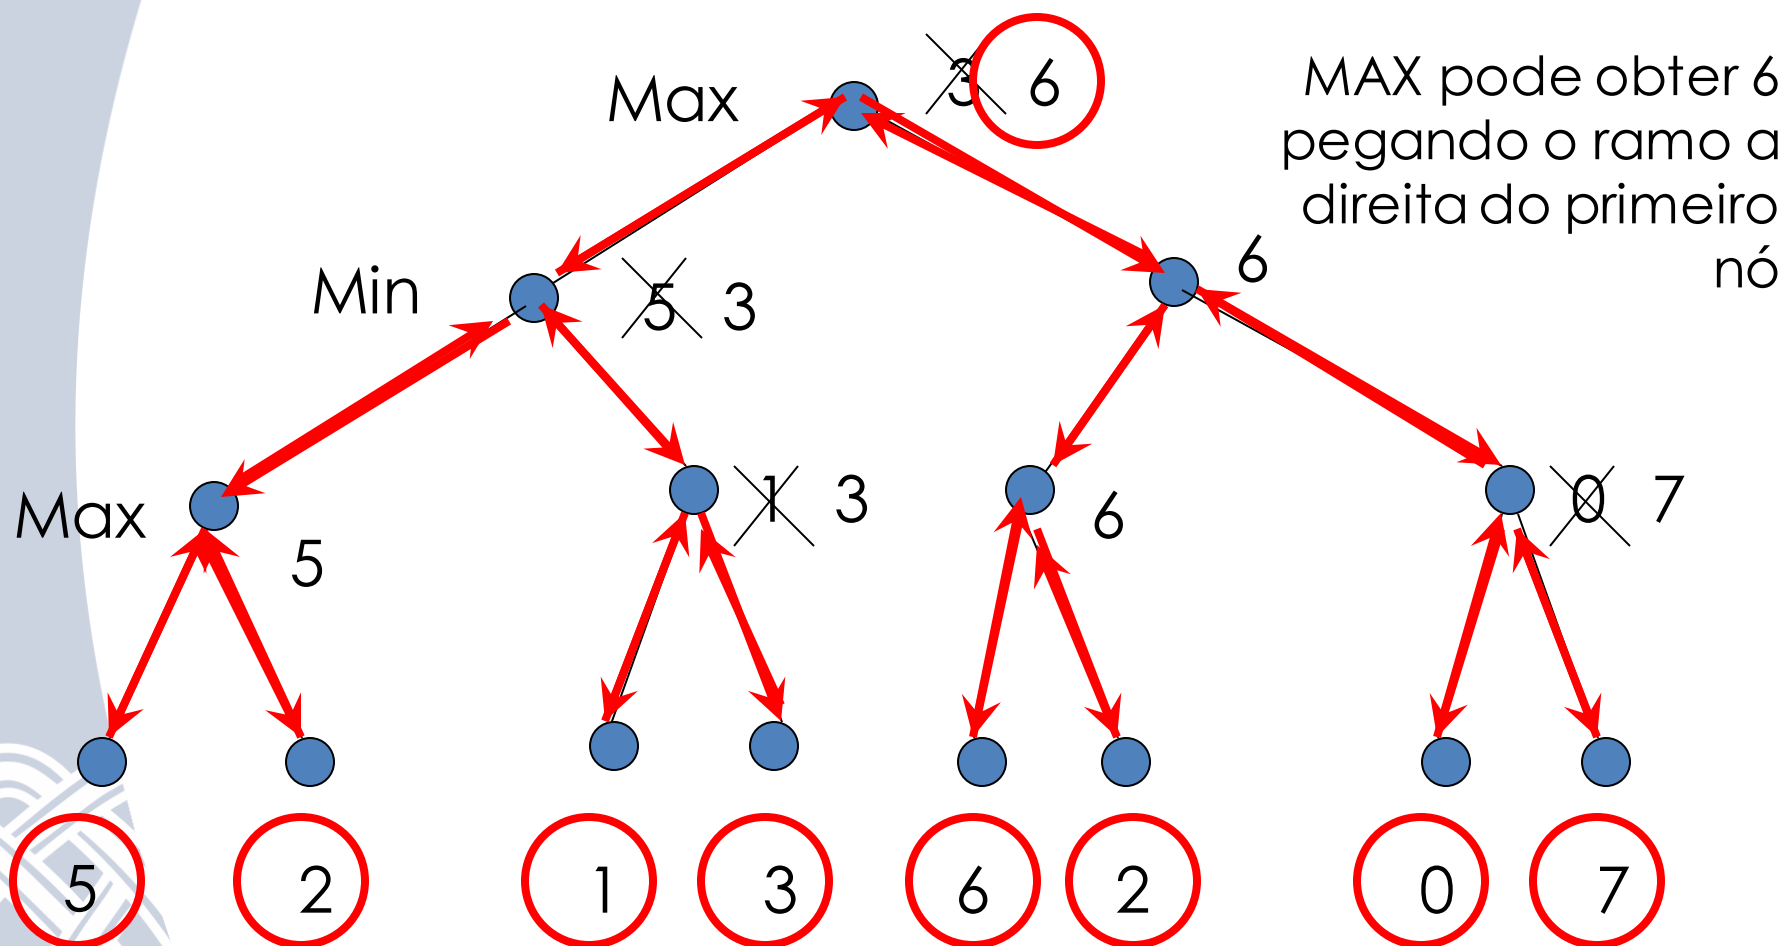 Max
3 6
MAX pode obter 6
pegando o ramo a
direita do primeiro
nó
Min
5 3
6
Max
5
1 3
6
0 7
5 2 1 3 6 2 0 7